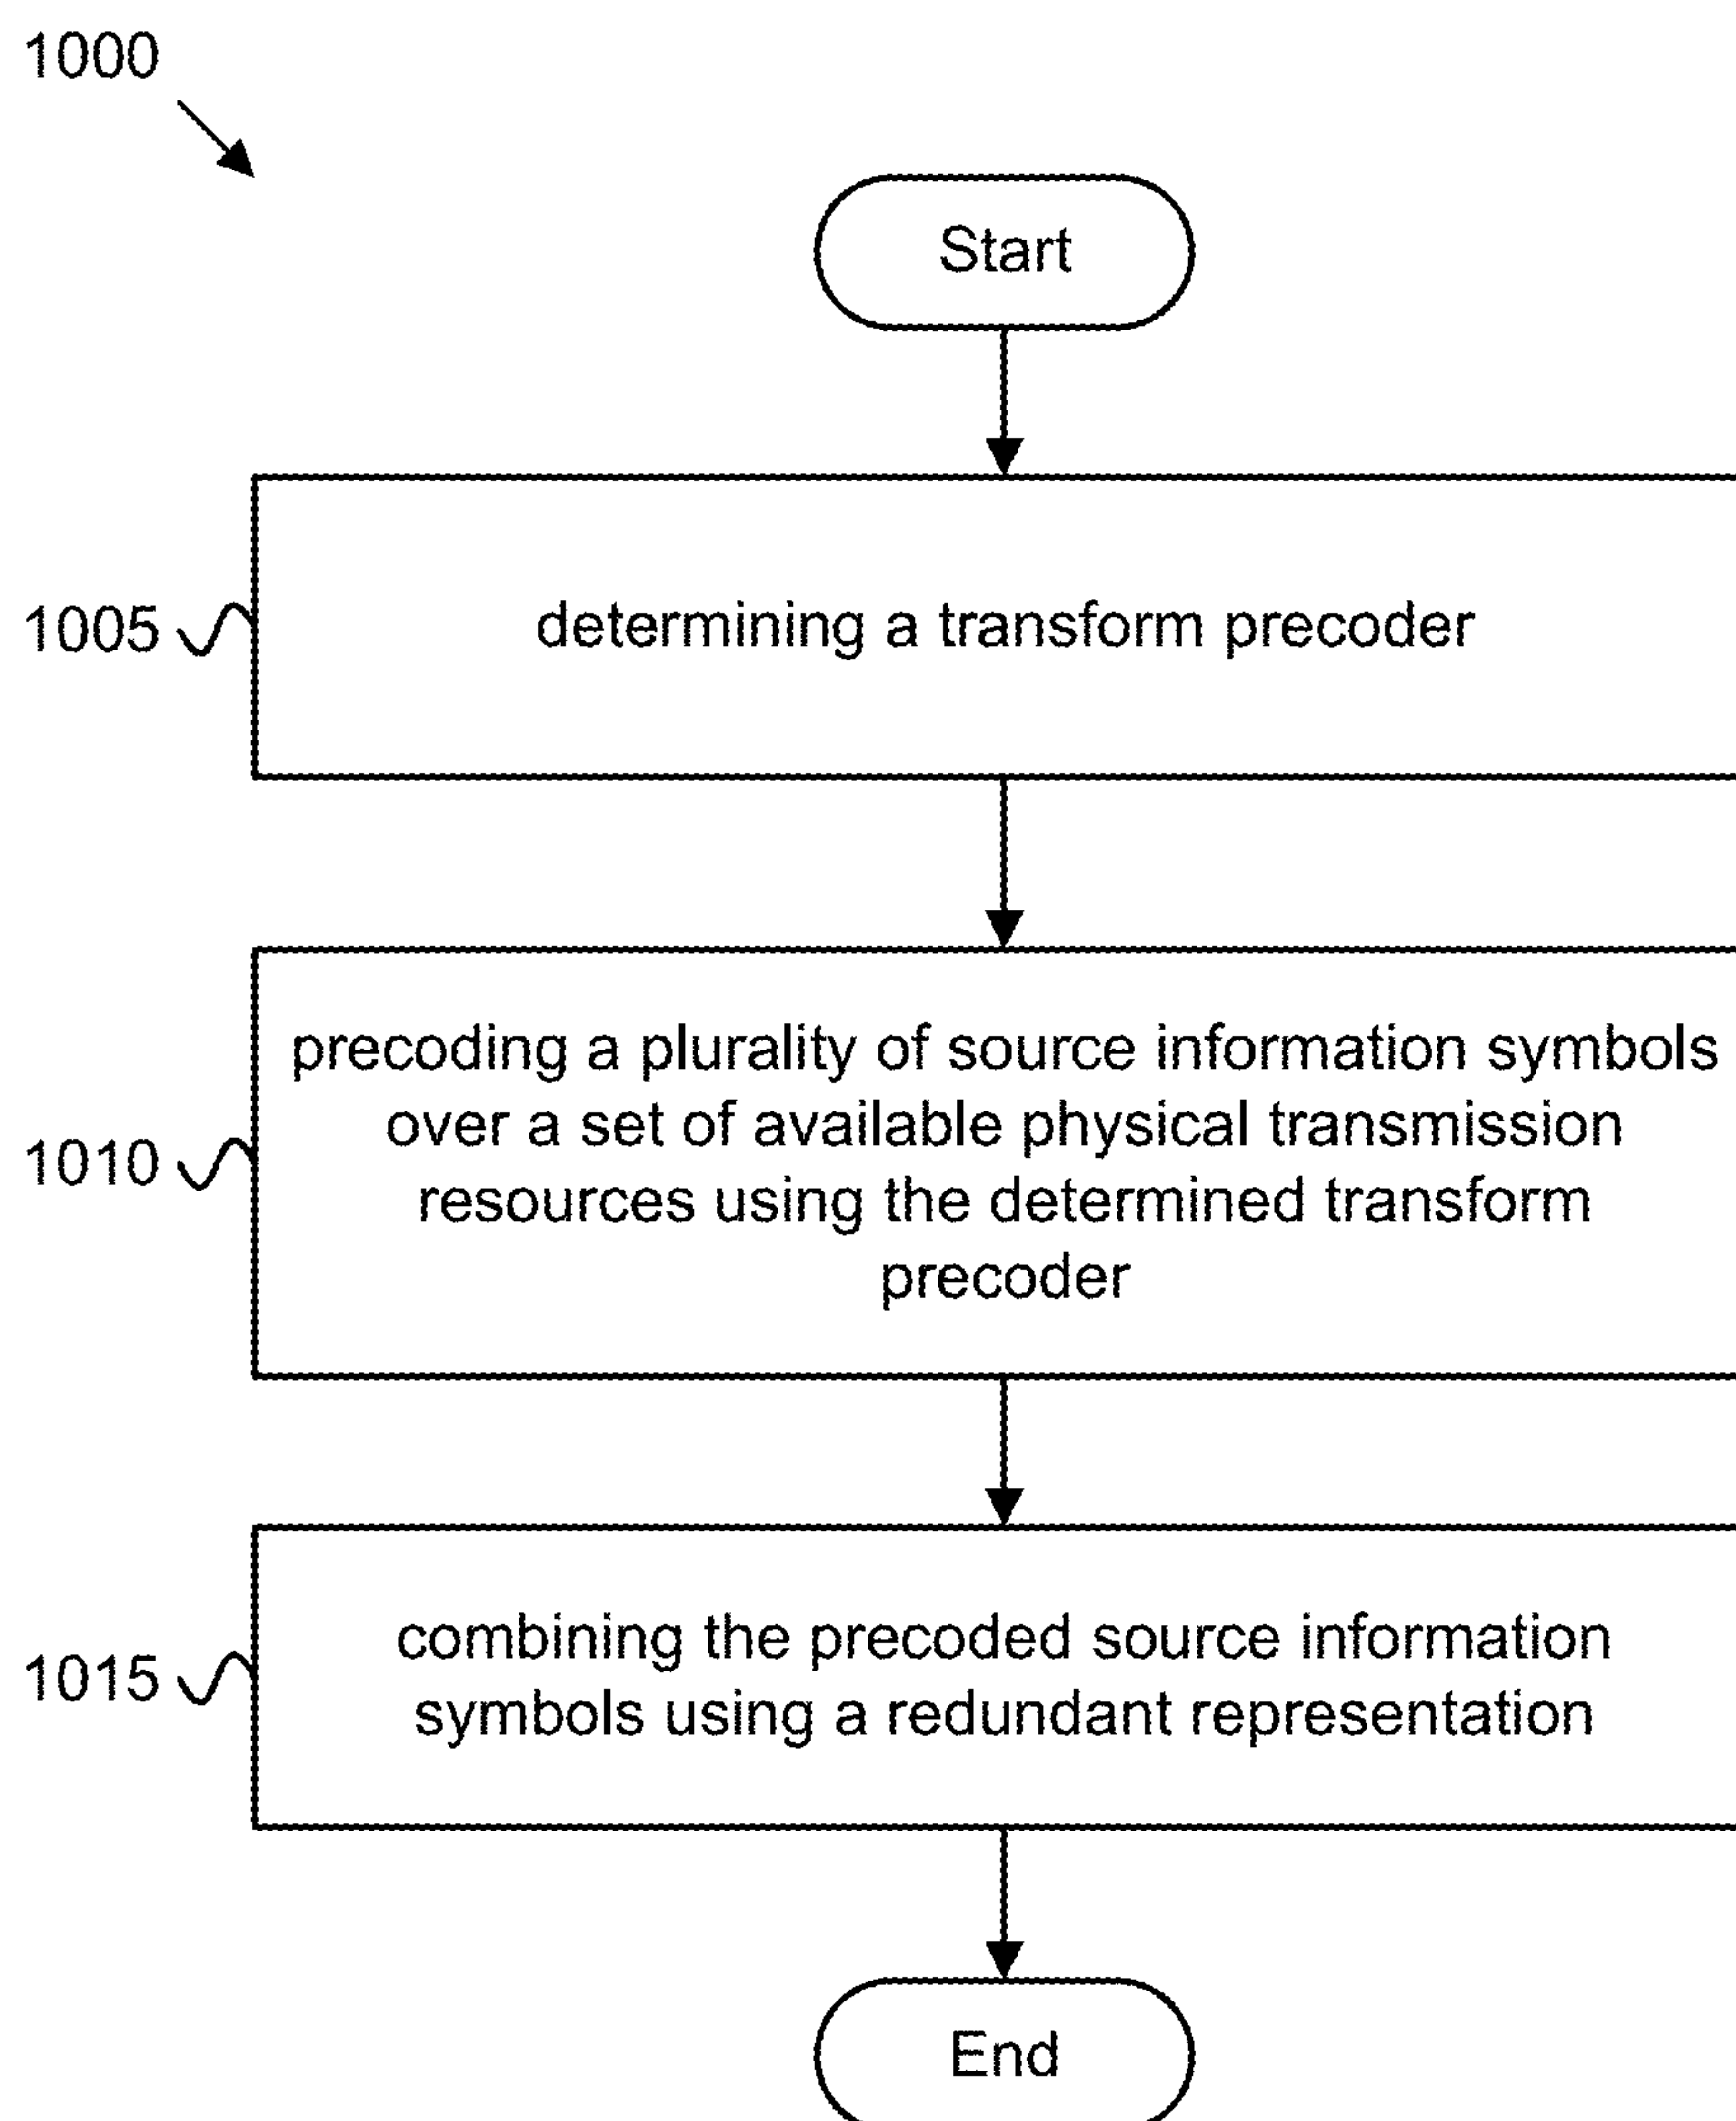 1000
Start
1005
determining a transform precoder
1010
precoding a plurality of source information symbols
over a set of available physical transmission
resources using the determined transform
precoder
1015
combining the precoded source information
symbols using a redundant representation
End